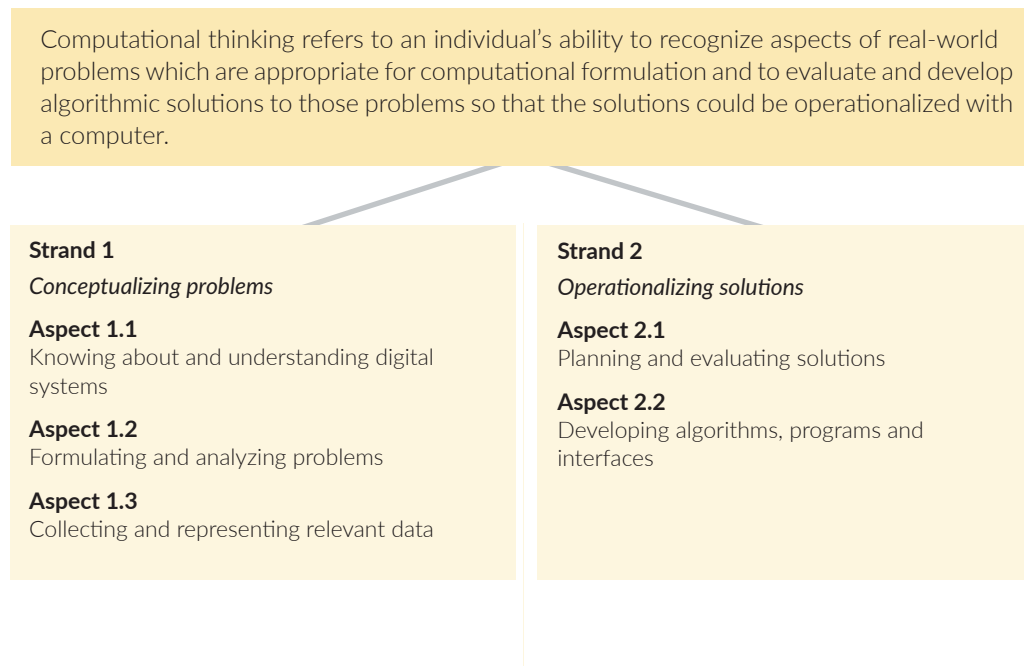 Computational thinking refers to an individual’s ability to recognize aspects of real-world
problems which are appropriate for computational formulation and to evaluate and develop
algorithmic solutions to those problems so that the solutions could be operationalized with
a computer.
Strand 1
Conceptualizing problems
Aspect 1.1
Knowing about and understanding digital
systems
Aspect 1.2
Formulating and analyzing problems
Aspect 1.3
Collecting and representing relevant data
Strand 2
Operationalizing solutions
Aspect 2.1
Planning and evaluating solutions
Aspect 2.2
Developing algorithms, programs and
interfaces